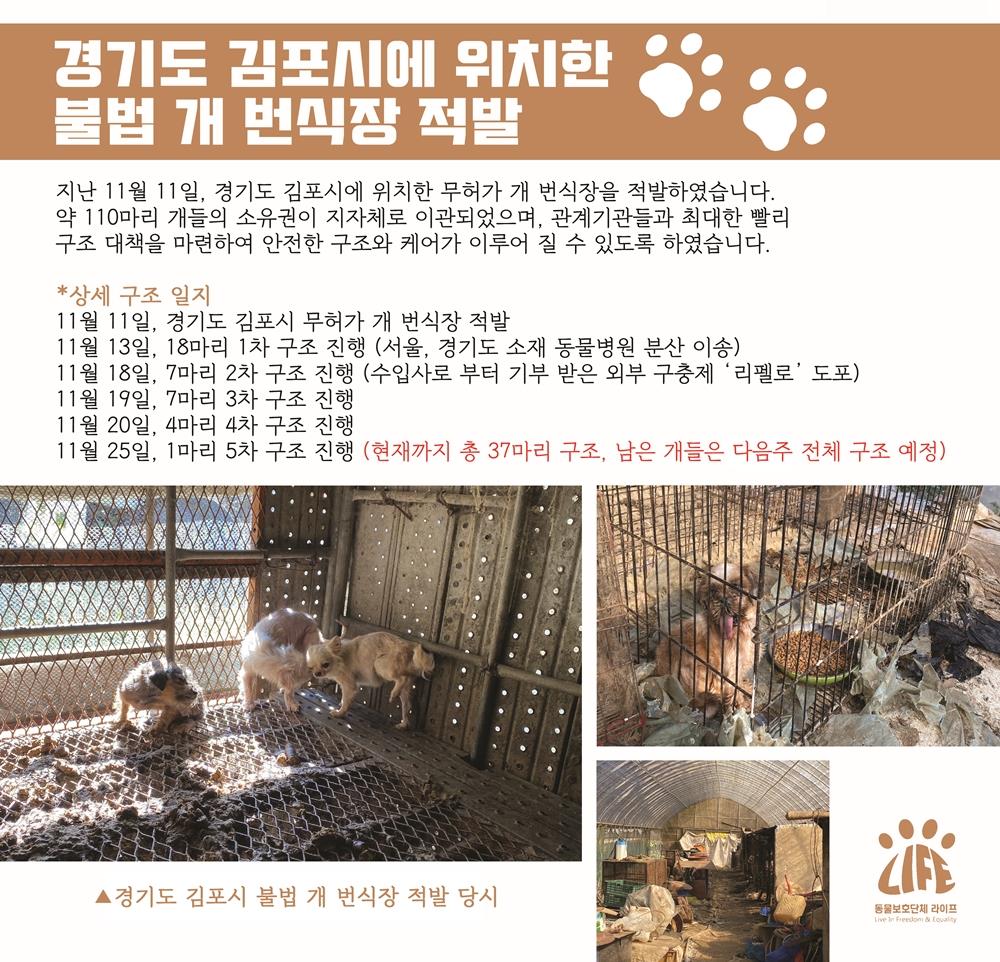 경기도 김포시에 위치한
불법 개 번식장 적발
지난 11월 11일, 경기도 김포시에 위치한 무허가 개 번식장을 적발하였습니다.
약 110마리 개들의 소유권이 지자체로 이관되었으며, 관계기관들과 최대한 빨리
구조 대책을 마련하여 안전한 구조와 케어가 이루어 질 수 있도록 하였습니다.
*상세 구조 일지
11월 11일, 경기도 김포시 무허가 개 번식장 적발
11월 13일, 18마리 1차 구조 진행 (서울, 경기도 소재 동물병원 분산 이송)
11월 18일, 7마리 2차 구조 진행 (수입사로 부터 기부 받은 외부 구충제 ‘리펠로’ 도포)
11월 19일, 7마리 3차 구조 진행
11월 20일, 4마리 4차 구조 진행
11월 25일, 1마리 5차 구조 진행 (현재까지 총 37마리 구조, 남은 개들은 다음주 전체 구조 예정)
▲경기도 김포시 불법 개 번식장 적발 당시
LIFE
동물보호단체 라이프
Live In Freedom & Equality